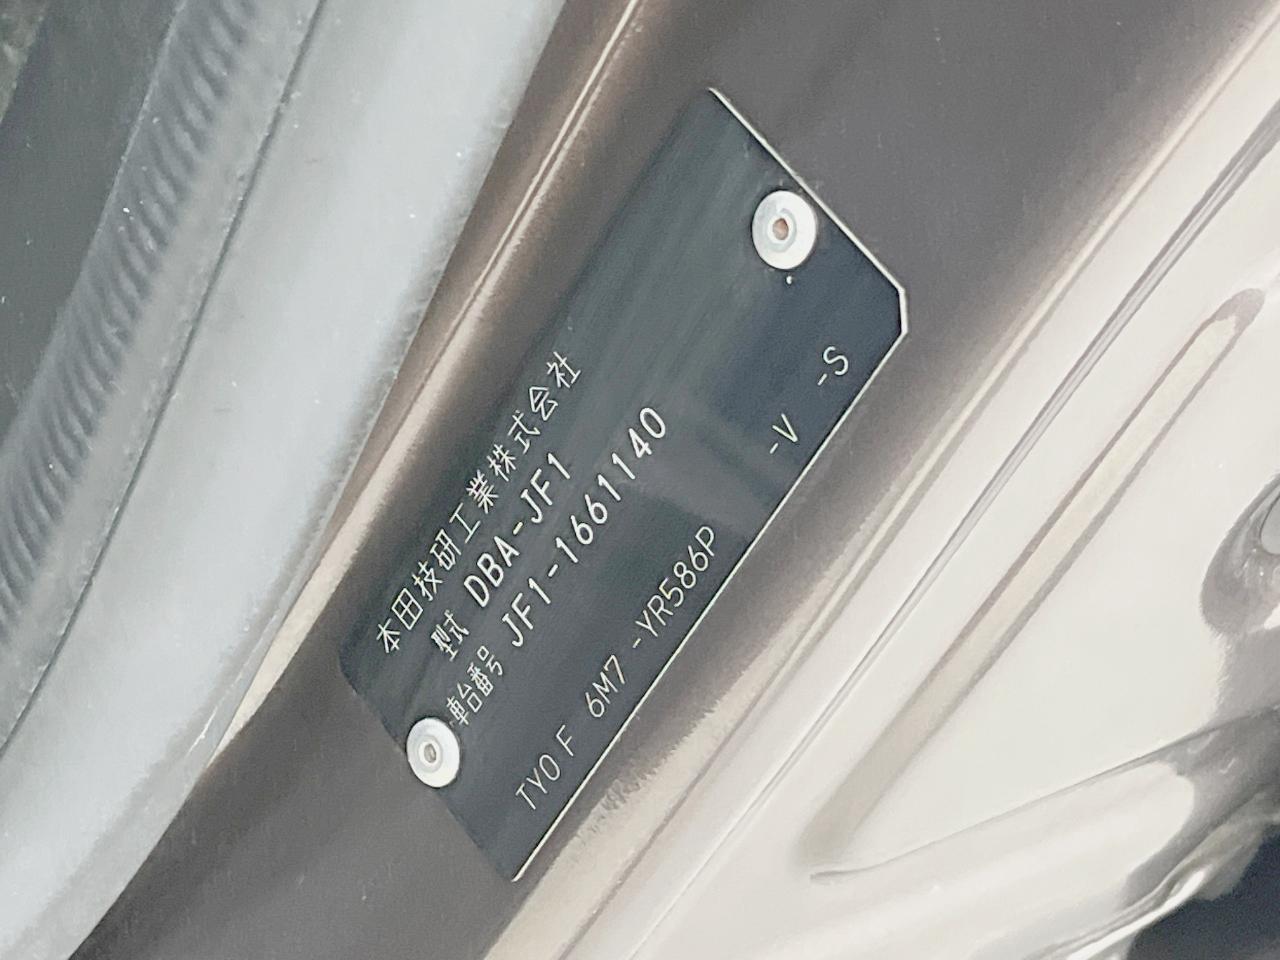 本田技研工業株式会社
型式 DBA-JF1
車台番号 JF1-1661140
TYO F 6M7 -YR586P -V -S